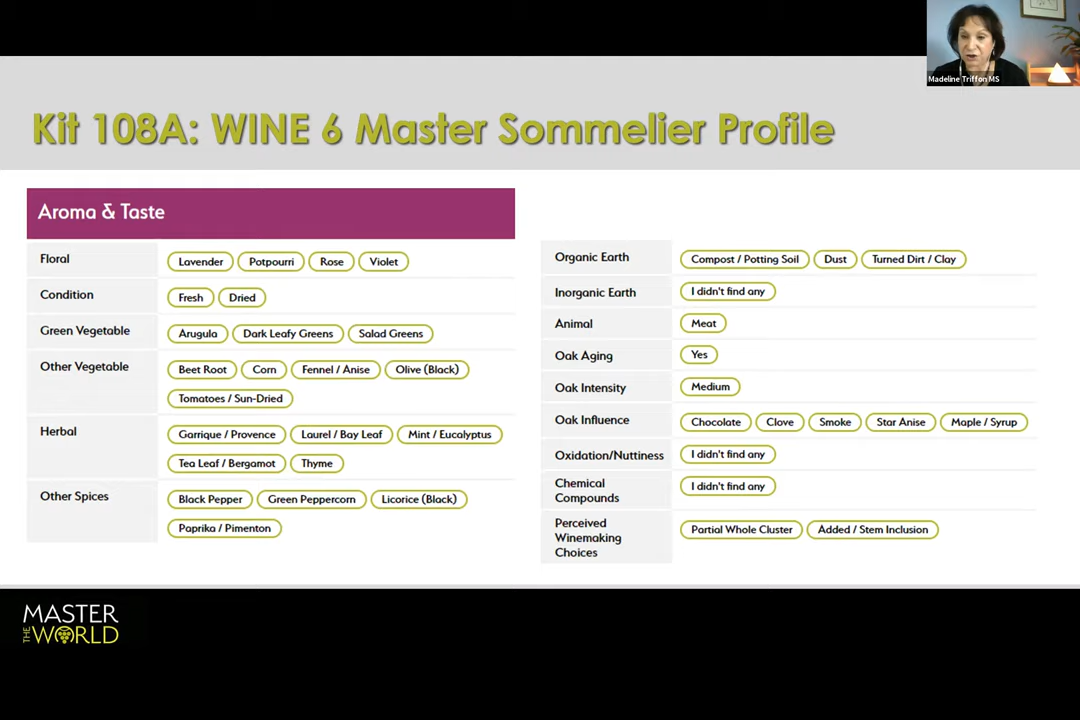 Madeline Triffon MS
Kit 108A: WINE 6 Master Sommelier Profile
Aroma & Taste
Floral
Lavender Potpourri Rose Violet
Condition
Fresh Dried
Green Vegetable
Arugula Dark Leafy Greens Salad Greens
Other Vegetable
Beet Root Corn Fennel / Anise Olive (Black)
Tomatoes / Sun-Dried
Herbal
Garrique / Provence Laurel / Bay Leaf Mint / Eucalyptus
Tea Leaf / Bergamot Thyme
Other Spices
Black Pepper Green Peppercorn Licorice (Black)
Paprika / Pimenton
Organic Earth
Compost / Potting Soil Dust Turned Dirt / Clay
Inorganic Earth
I didn't find any
Animal
Meat
Oak Aging
Yes
Oak Intensity
Medium
Oak Influence
Chocolate Clove Smoke Star Anise Maple / Syrup
Oxidation/Nuttiness
I didn't find any
Chemical
Compounds
I didn't find any
Perceived
Winemaking
Choices
Partial Whole Cluster Added / Stem Inclusion
MASTER
THE WORLD